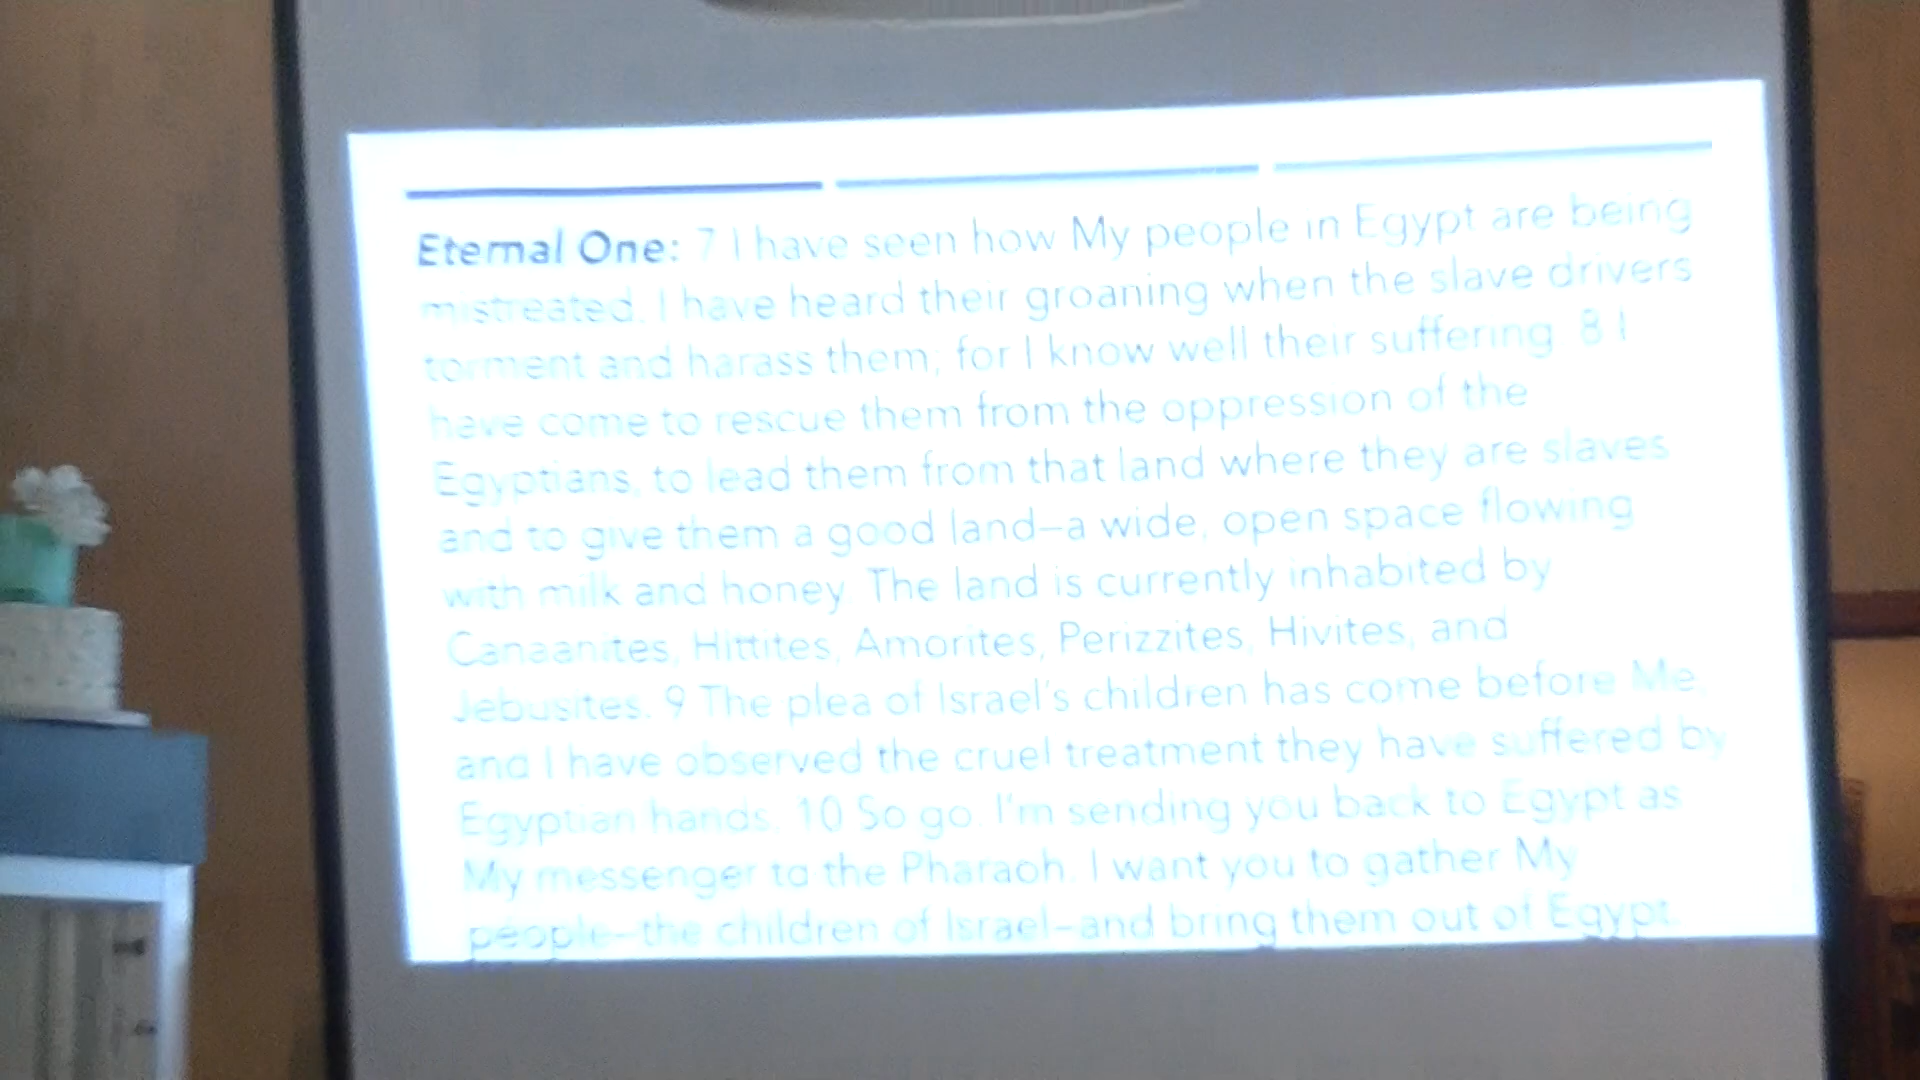 Eternal One: 7 I have seen how My people in Egypt are being
mistreated. I have heard their groaning when the slave drivers
torment and harass them; for I know well their suffering. 8 I
have come to rescue them from the oppression of the
Egyptians, to lead them from that land where they are slaves
and to give them a good land—a wide, open space flowing
with milk and honey. The land is currently inhabited by
Canaanites, Hittites, Amorites, Perizzites, Hivites, and
Jebusites. 9 The plea of Israel's children has come before Me,
and I have observed the cruel treatment they have suffered by
Egyptian hands. 10 So go. I'm sending you back to Egypt as
My messenger to the Pharaoh. I want you to gather My
people—the children of Israel—and bring them out of Egypt.